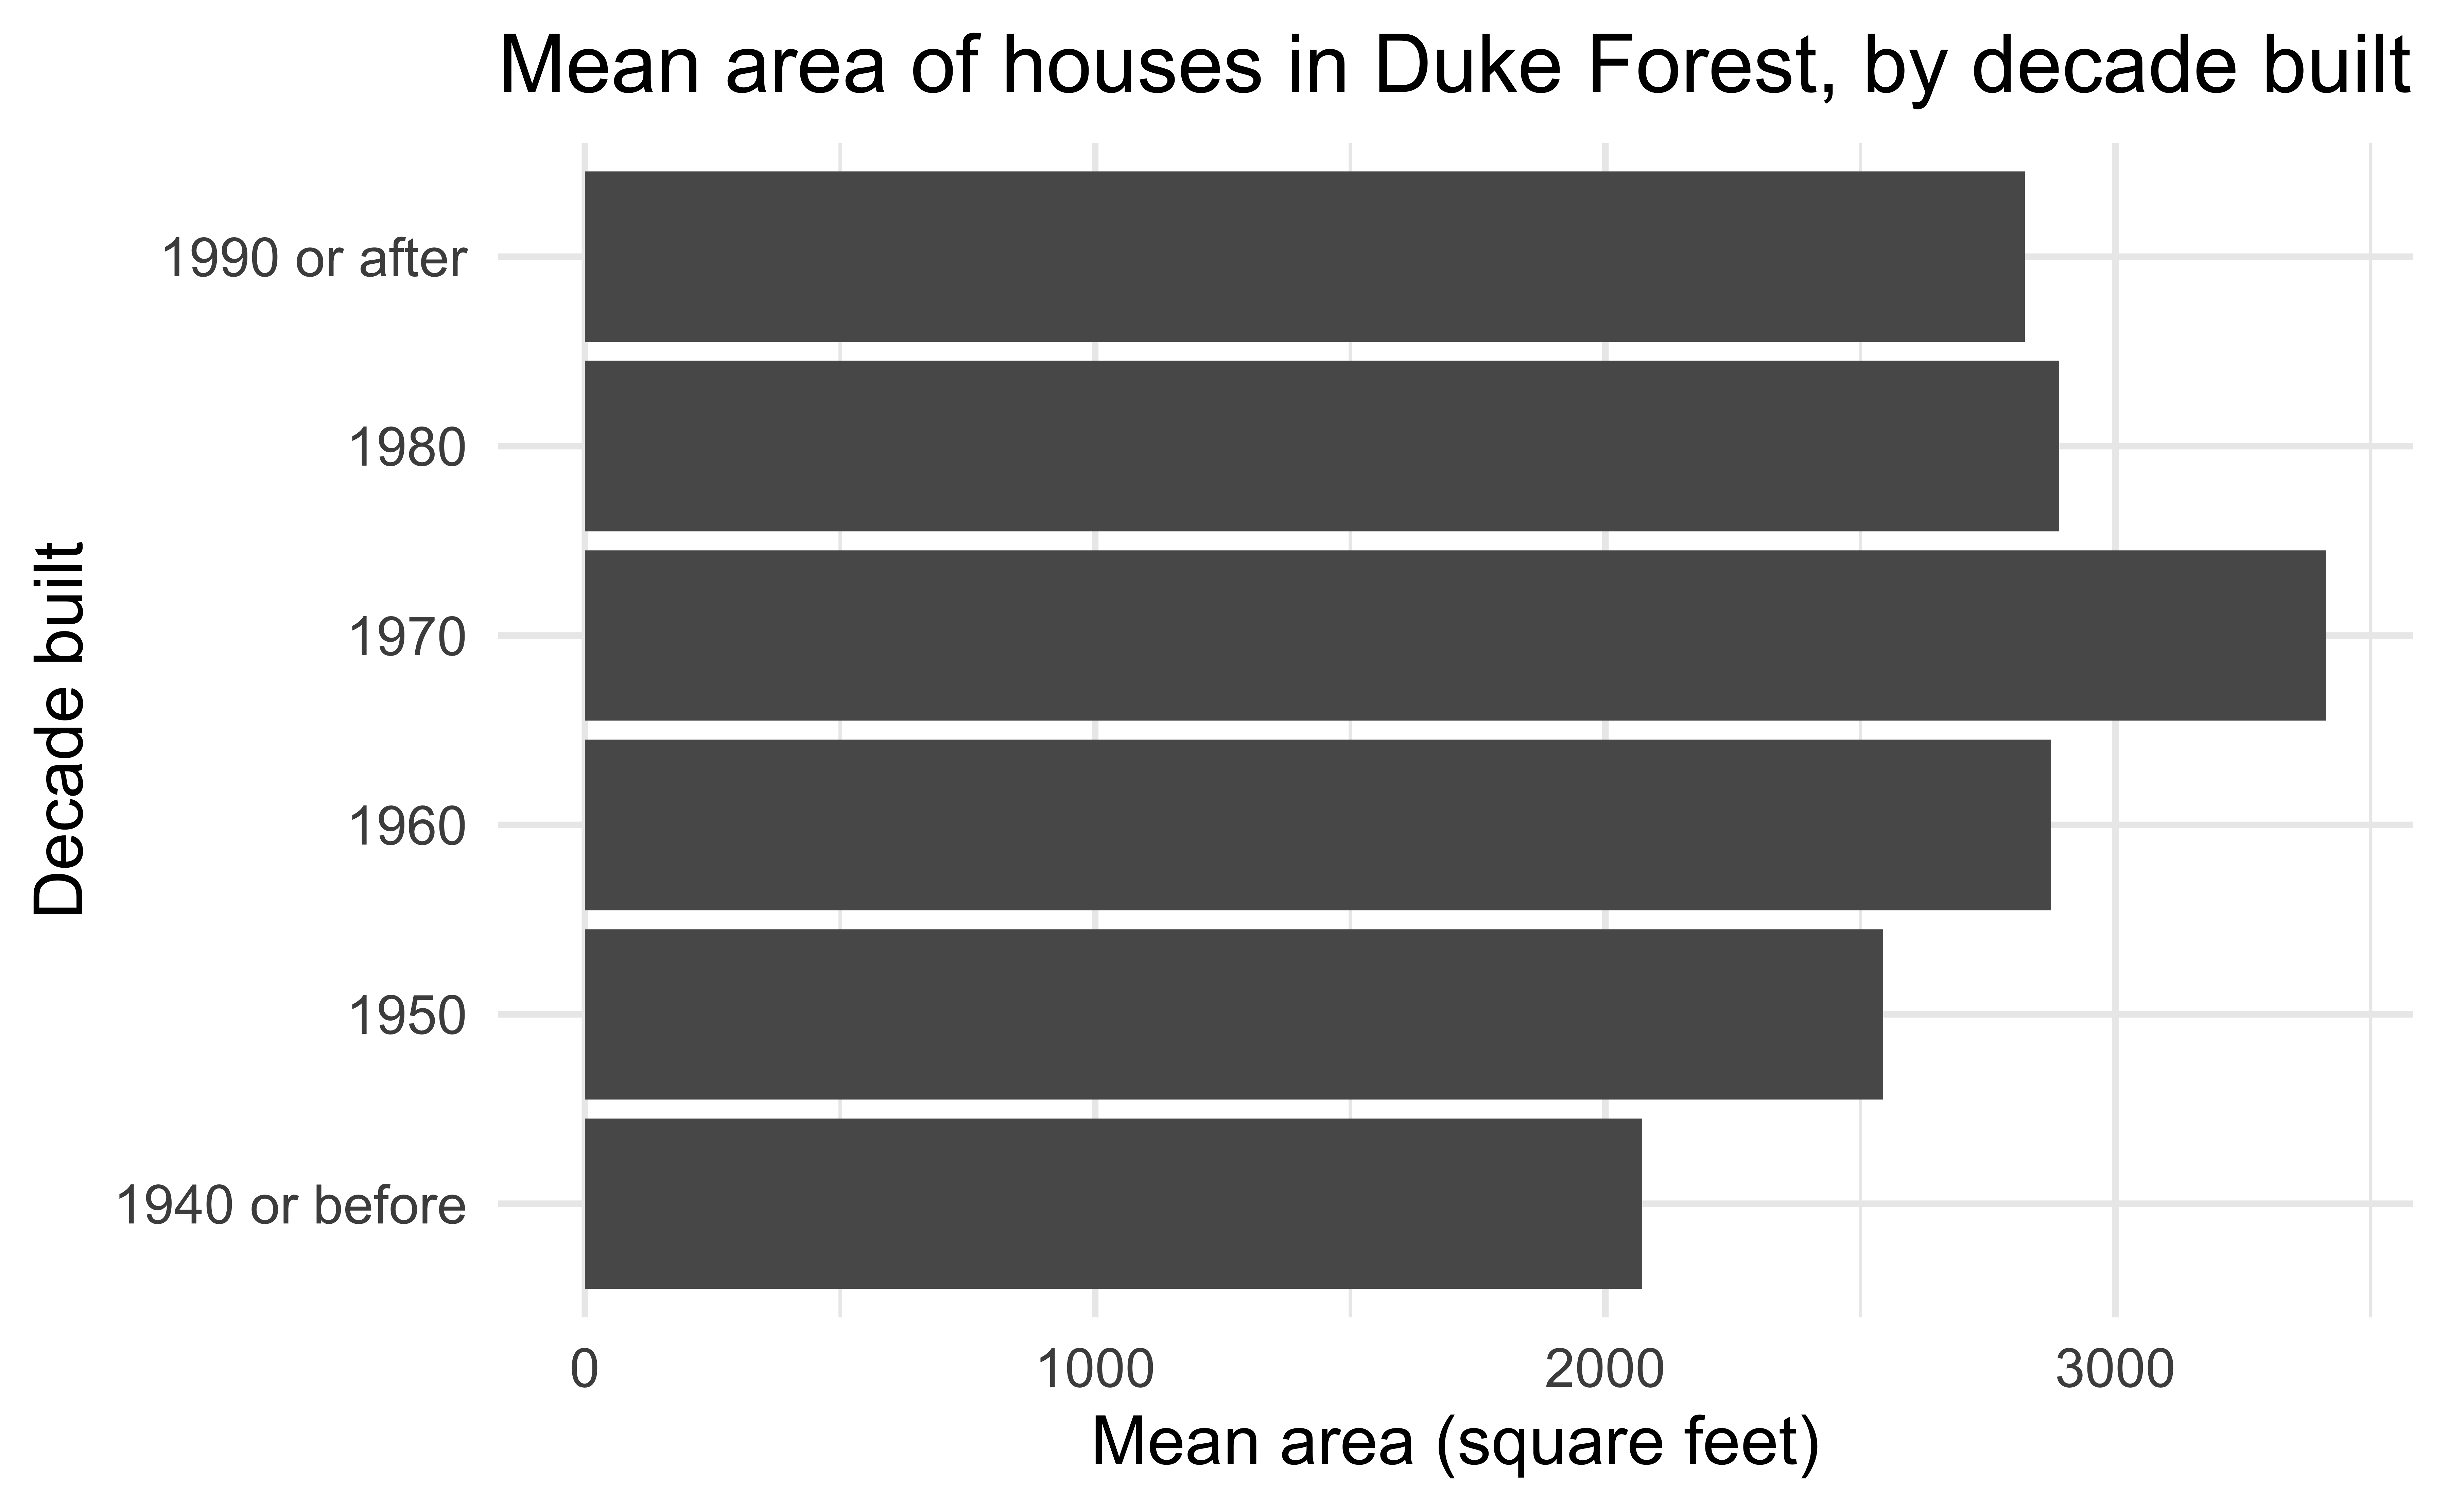 Mean area of houses in Duke Forest, by decade built
Decade built
1990 or after
1980
1970
1960
1950
1940 or before
0 1000 2000 3000
Mean area (square feet)